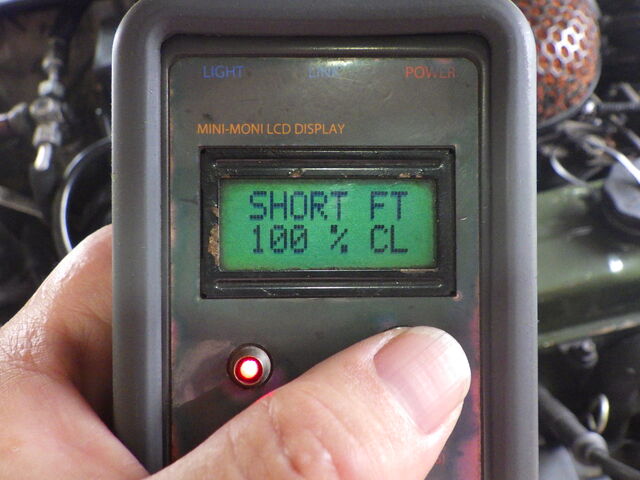 LIGHT LINK POWER
MINI-MONI LCD DISPLAY
SHORT FT
100 % CL